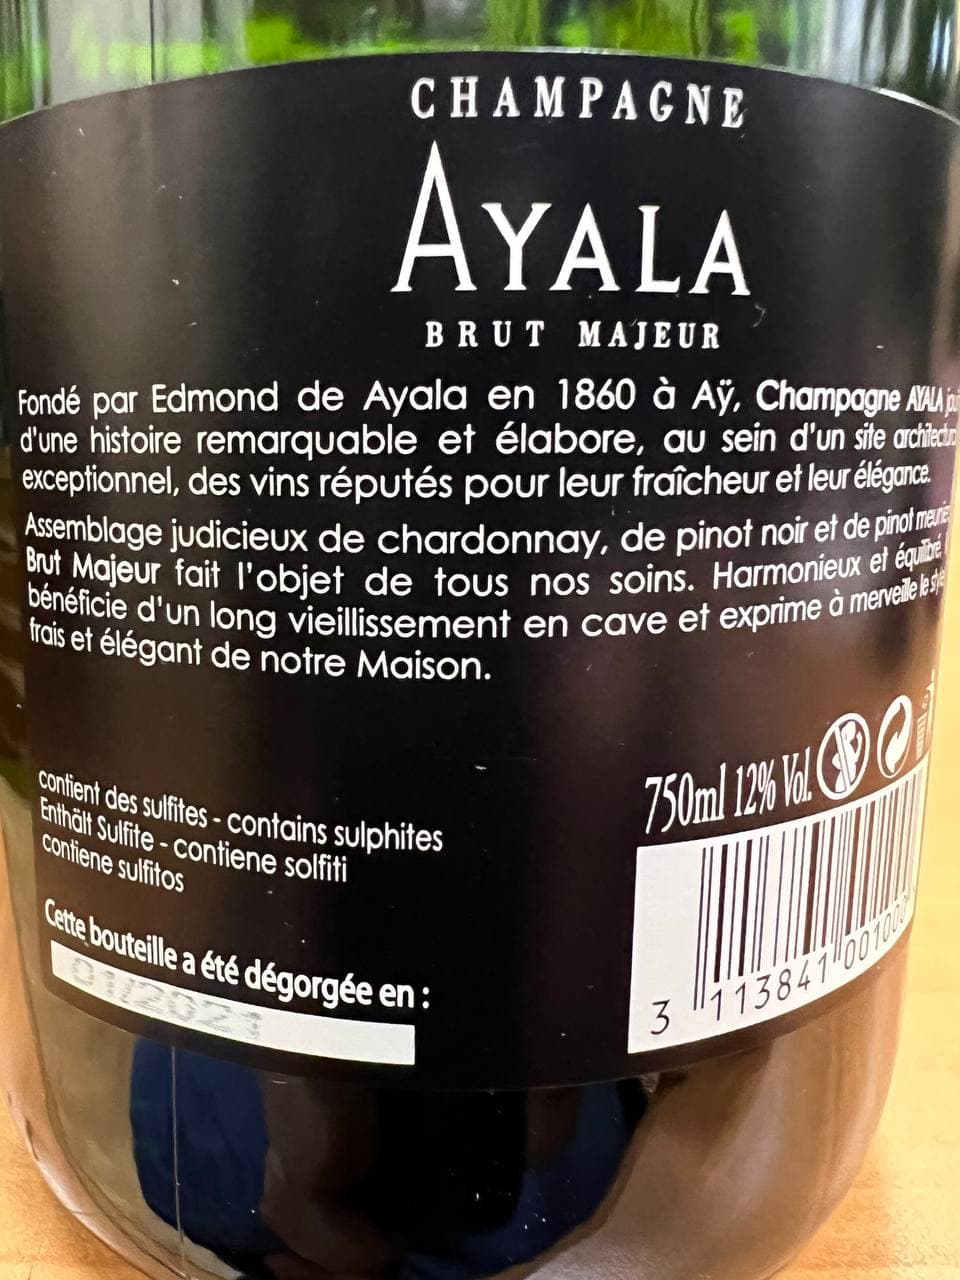 CHAMPAGNE
AYALA
BRUT MAJEUR
Fondé par Edmond de Ayala en 1860 à Aÿ, Champagne AYALA
d'une histoire remarquable et élabore, au sein d'un site
exceptionnel, des vins réputés pour leur fraîcheur et leur élégance.
Assemblage judicieux de chardonnay, de pinot noir et de pinot
Brut Majeur fait l'objet de tous nos soins. Harmonieux et équilibré,
bénéficie d'un long vieillissement en cave et exprime à merveille le
frais et élégant de notre Maison.
750ml 12% Vol.
contient des sulfites - contains sulphites
Enthält Sulfite - contiene solfiti
contiene sulfitos
Cette bouteille a été dégorgée en :
3 113841 001000